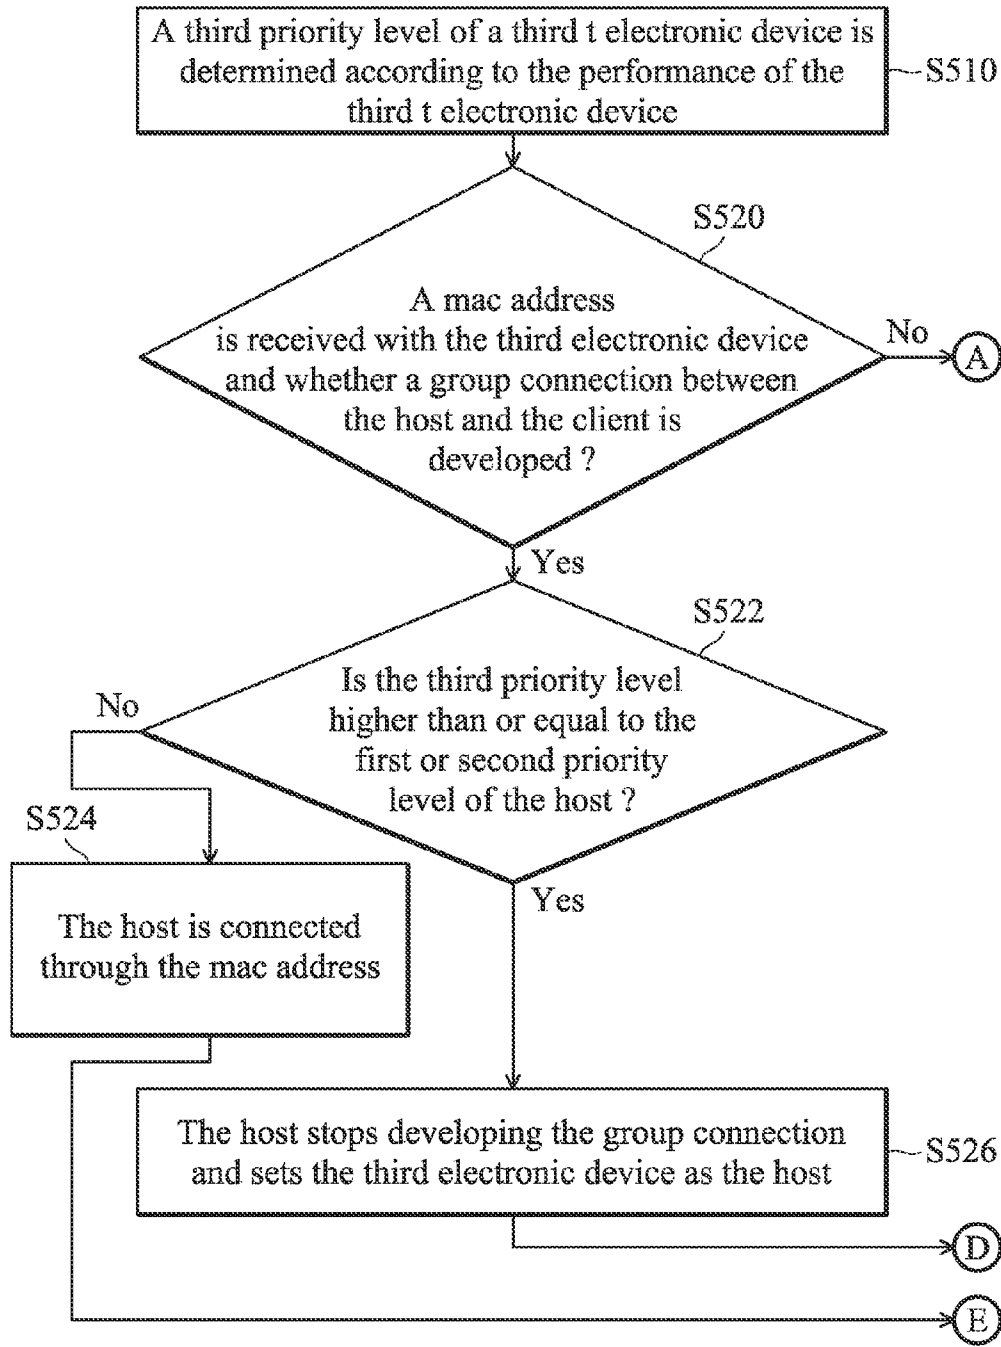 A third priority level of a third t electronic device is
determined according to the performance of the
third t electronic device
S510
S520
A mac address
is received with the third electronic device
and whether a group connection between
the host and the client is
developed ?
No
A
Yes
S522
Is the third priority level
higher than or equal to the
first or second priority
level of the host ?
No
S524
Yes
The host is connected
through the mac address
The host stops developing the group connection
and sets the third electronic device as the host
S526
D
E